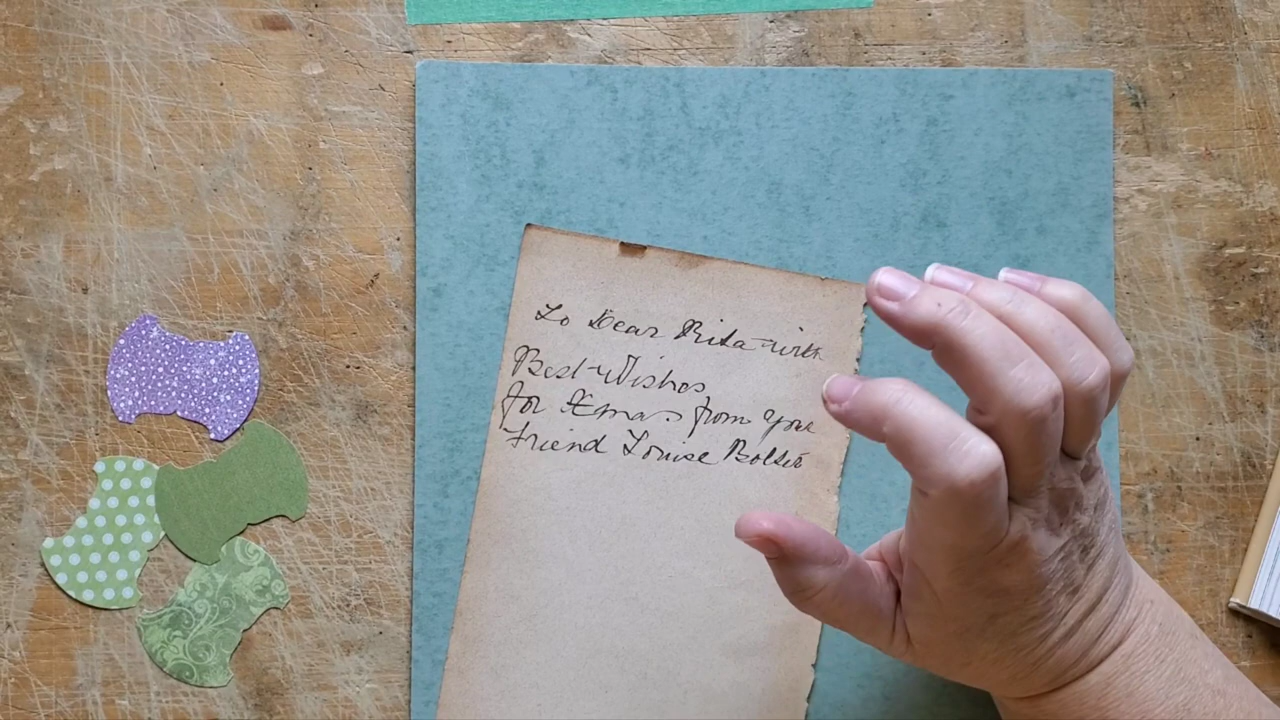 To Dear Rita - with
Best-Wishes
for Xmas from your
Friend Louise